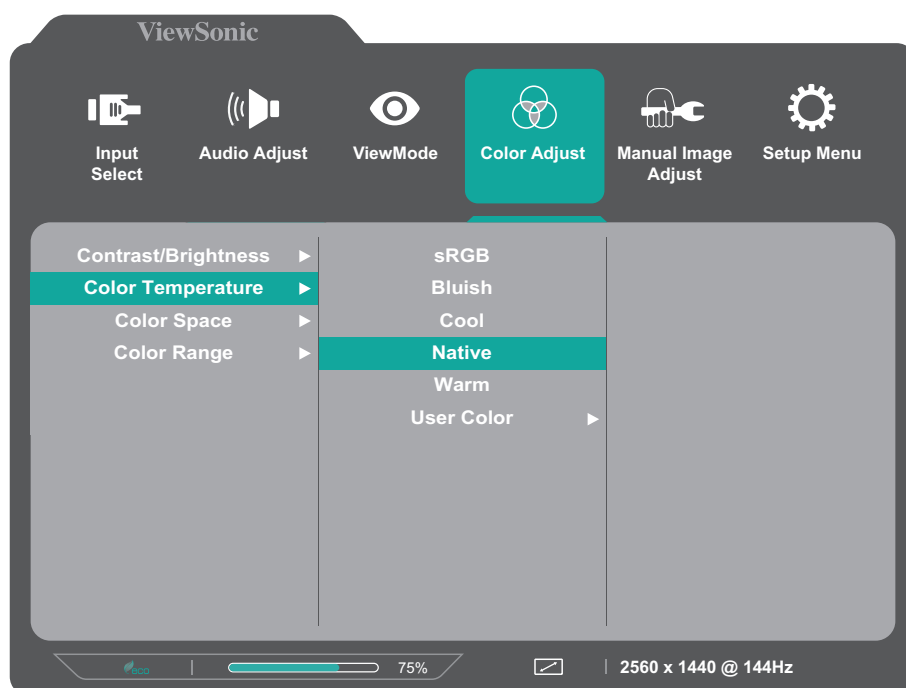 ViewSonic
Input Select
Audio Adjust
ViewMode
Color Adjust
Manual Image Adjust
Setup Menu
Contrast/Brightness
Color Temperature
Color Space
Color Range
sRGB
Bluish
Cool
Native
Warm
User Color
eco
75%
2560 x 1440 @ 144Hz